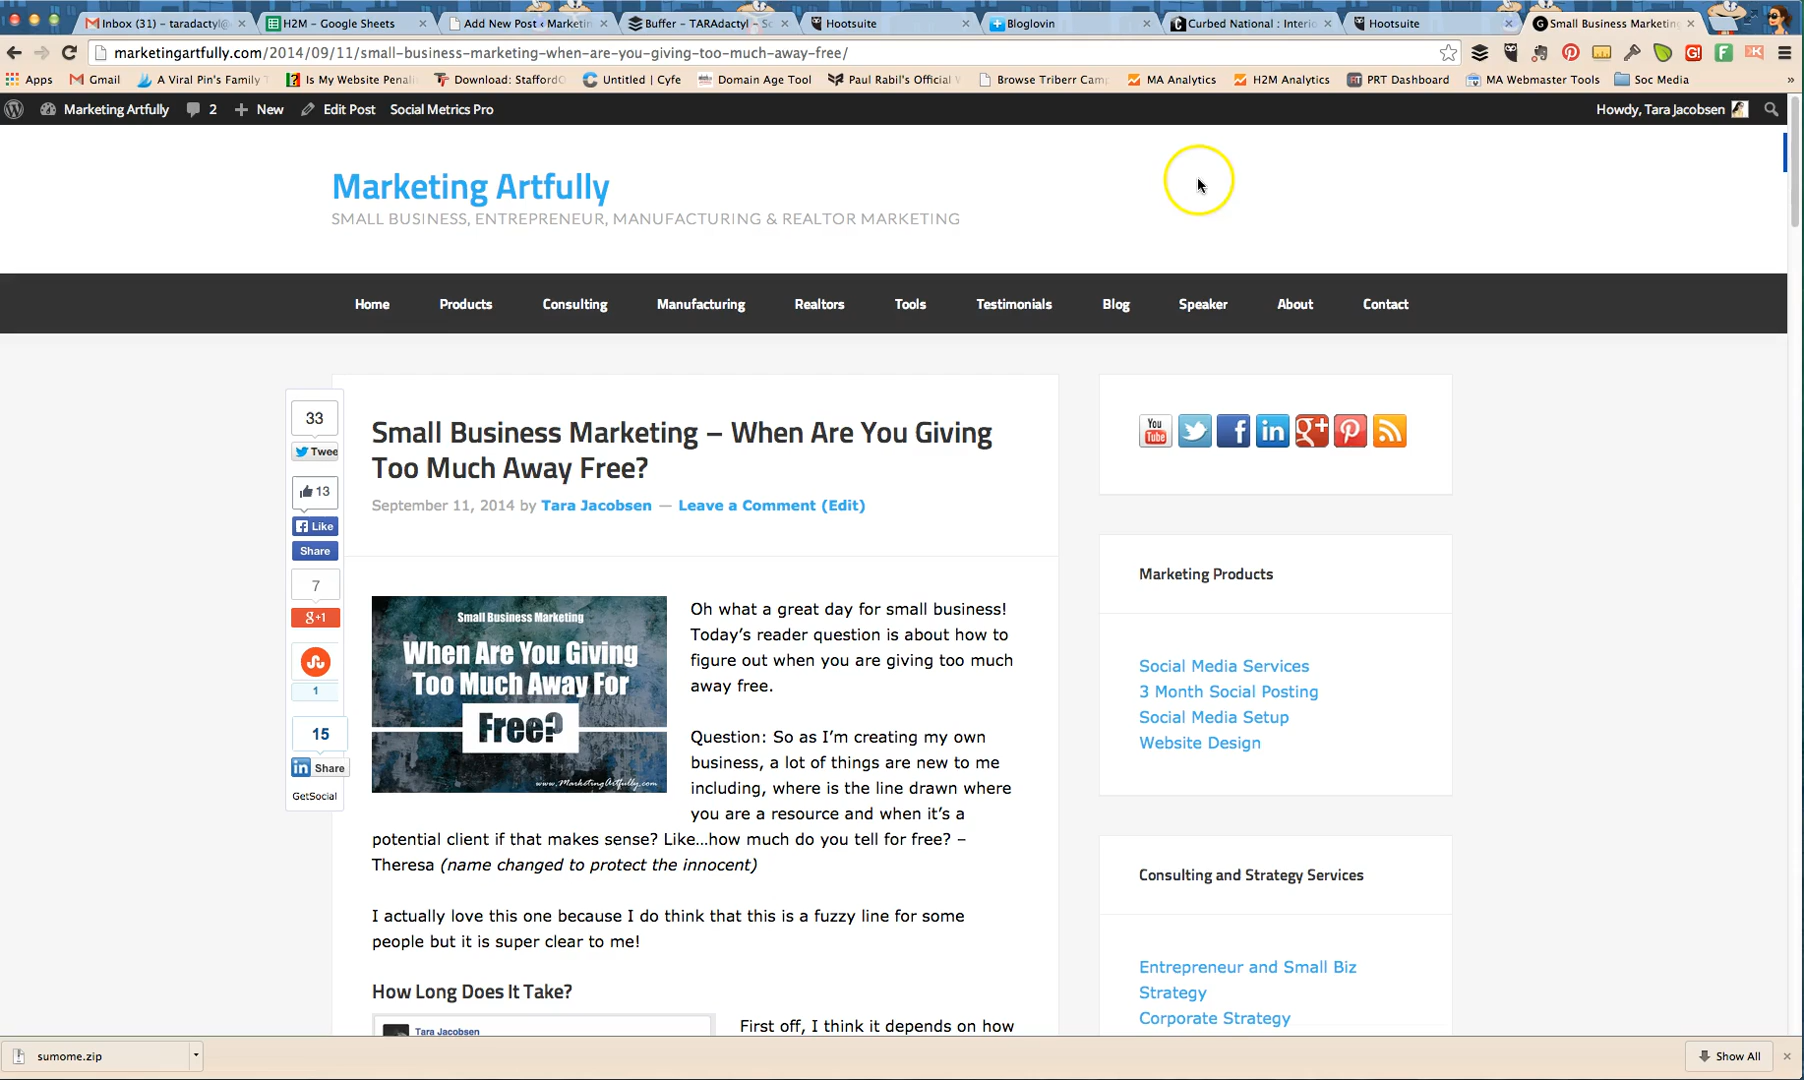 Inbox (31) – taradactyl@
H2M – Google Sheets
Add New Post ‹ Marketin
Buffer – TARAdactyl – S
Hootsuite
Bloglovin
Curbed National : Interio
Hootsuite
Small Business Marketing
marketingartfully.com/2014/09/11/small-business-marketing-when-are-you-giving-too-much-away-free/
Apps
Gmail
A Viral Pin's Family T
Is My Website Penali
Download: StaffordO
Untitled | Cyfe
Domain Age Tool
Paul Rabil's Official W
Browse Triberr Camp
MA Analytics
H2M Analytics
PRT Dashboard
MA Webmaster Tools
Soc Media
»
Marketing Artfully
2
New
Edit Post
Social Metrics Pro
Howdy, Tara Jacobsen
Marketing Artfully
SMALL BUSINESS, ENTREPRENEUR, MANUFACTURING & REALTOR MARKETING
Home
Products
Consulting
Manufacturing
Realtors
Tools
Testimonials
Blog
Speaker
About
Contact
33
Twee
13
Like
Share
7
g+1
1
15
in Share
GetSocial
Small Business Marketing – When Are You Giving
Too Much Away Free?
September 11, 2014 by Tara Jacobsen — Leave a Comment (Edit)
Small Business Marketing
When Are You Giving
Too Much Away For
Free?
www.MarketingArtfully.com
Oh what a great day for small business!
Today's reader question is about how to
figure out when you are giving too much
away free.
Question: So as I'm creating my own
business, a lot of things are new to me
including, where is the line drawn where
you are a resource and when it's a
potential client if that makes sense? Like...how much do you tell for free? –
Theresa (name changed to protect the innocent)
I actually love this one because I do think that this is a fuzzy line for some
people but it is super clear to me!
How Long Does It Take?
Tara Jacobsen
First off, I think it depends on how
You
Tube
f
in
g+
Marketing Products
Social Media Services
3 Month Social Posting
Social Media Setup
Website Design
Consulting and Strategy Services
Entrepreneur and Small Biz
Strategy
Corporate Strategy
sumome.zip
Show All